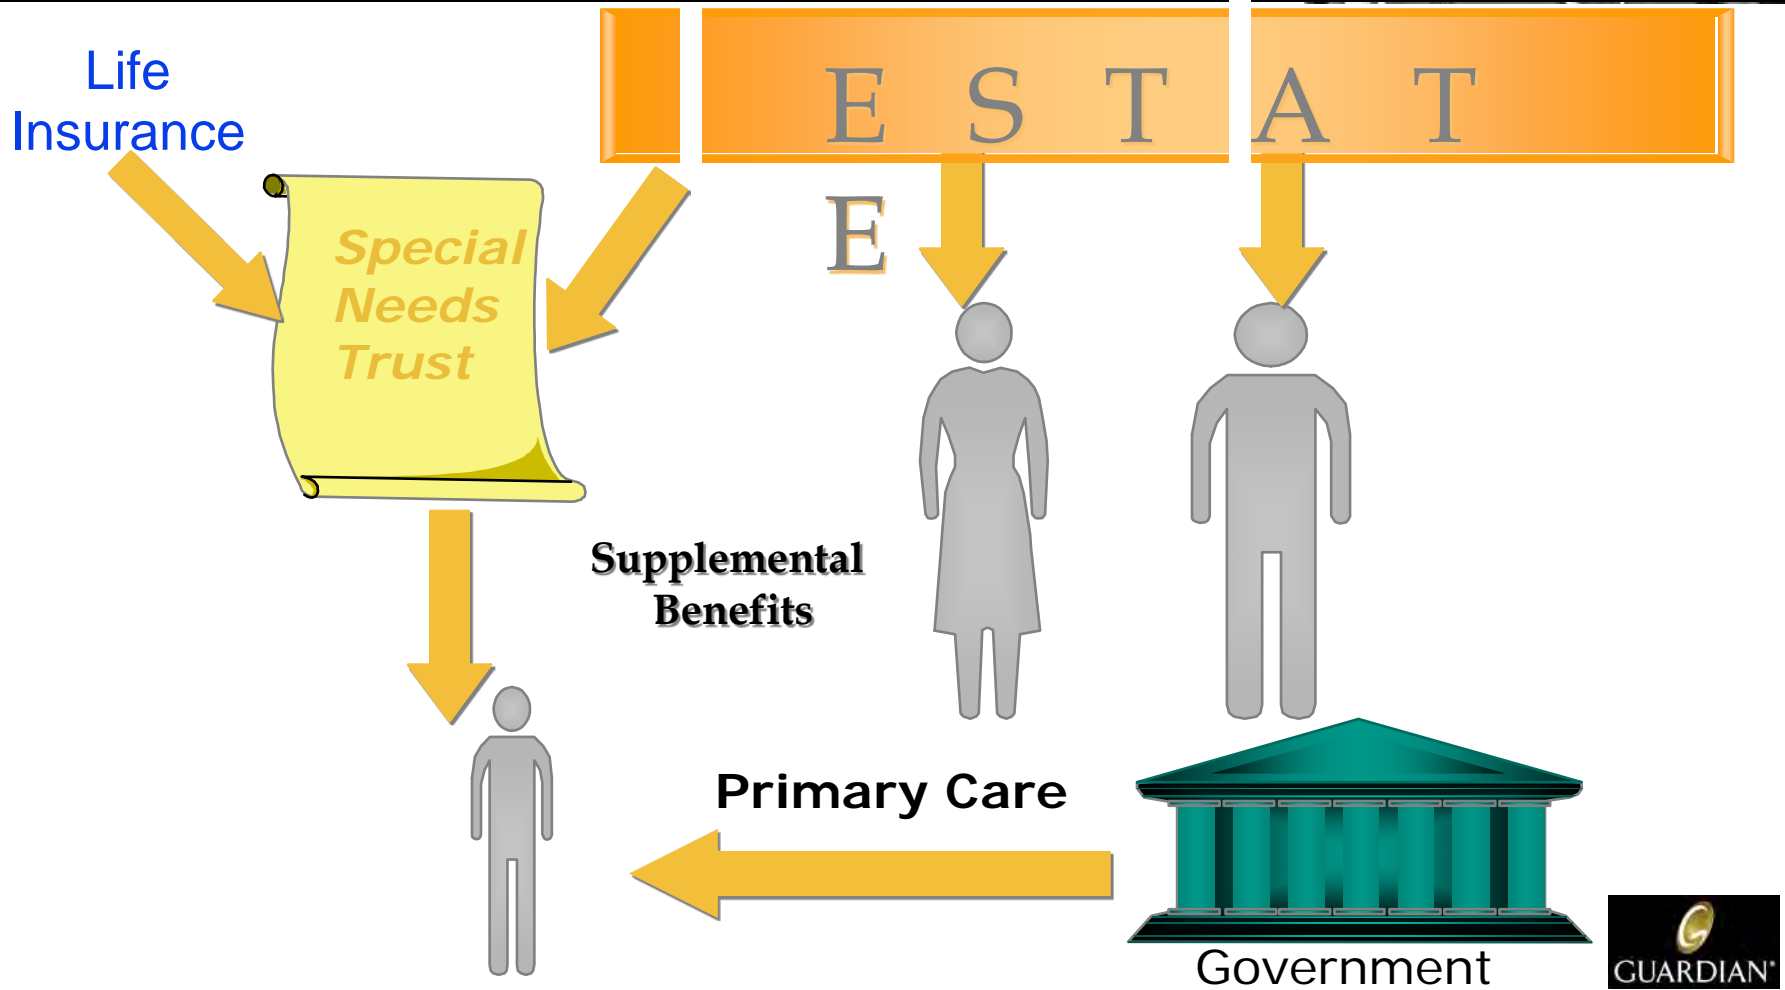 Life
Insurance
E S T A T
E
Special
Needs
Trust
Supplemental
Benefits
Primary Care
Government
GUARDIAN®